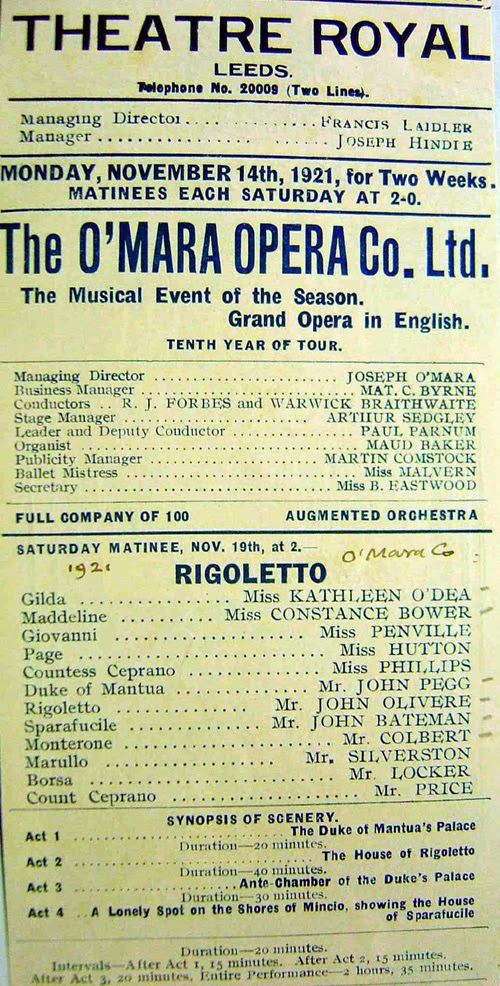 THEATRE ROYAL
LEEDS.
Telephone No. 20009 (Two Lines).
Managing Director.... ............FRANCIS LAIDLER
Manager................ ......JOSEPH HINDLE
MONDAY, NOVEMBER 14th, 1921, for Two Weeks.
MATINEES EACH SATURDAY AT 2-0.
The O'MARA OPERA Co. Ltd.
The Musical Event of the Season.
Grand Opera in English.
TENTH YEAR OF TOUR.
Managing Director ........................ JOSEPH O'MARA
Business Manager ........................ MAT. C. BYRNE
Conductors .. R. J. FORBES and WARWICK BRAITHWAITE
Stage Manager ........................ ARTHUR SEDGLEY
Leader and Deputy Conductor ............ PAUL PARNUM
Organist ........................ MAUD BAKER
Publicity Manager .................. MARTIN COMSTOCK
Ballet Mistress ........................ Miss MALVERN
Secretary ........................ Miss B. EASTWOOD
FULL COMPANY OF 100 AUGMENTED ORCHESTRA
SATURDAY MATINEE, NOV. 19th, at 2.— O'Mara Co
1921
RIGOLETTO
Gilda ................ Miss KATHLEEN O'DEA
Maddeline ............ Miss CONSTANCE BOWER
Giovanni .................... Miss PENVILLE
Page ........................ Miss HUTTON
Countess Ceprano .............. Miss PHILLIPS
Duke of Mantua .............. Mr. JOHN PEGG
Rigoletto .............. Mr. JOHN OLIVERE
Sparafucile .............. Mr. JOHN BATEMAN
Monterone .................... Mr. COLBERT
Marullo .................... Mr. SILVERSTON
Borsa ........................ Mr. LOCKER
Count Ceprano .................... Mr. PRICE
SYNOPSIS OF SCENERY.
Act 1 ........................ The Duke of Mantua's Palace
Duration—20 minutes.
Act 2 ........................ The House of Rigoletto
Duration—40 minutes.
Act 3 ................ Ante-Chamber of the Duke's Palace
Duration—30 minutes.
Act 4 .. A Lonely Spot on the Shores of Mincio, showing the House
of Sparafucile
Duration—20 minutes.
Intervals—After Act 1, 15 minutes. After Act 2, 15 minutes.
After Act 3, 20 minutes, Entire Performance—2 hours, 35 minutes.